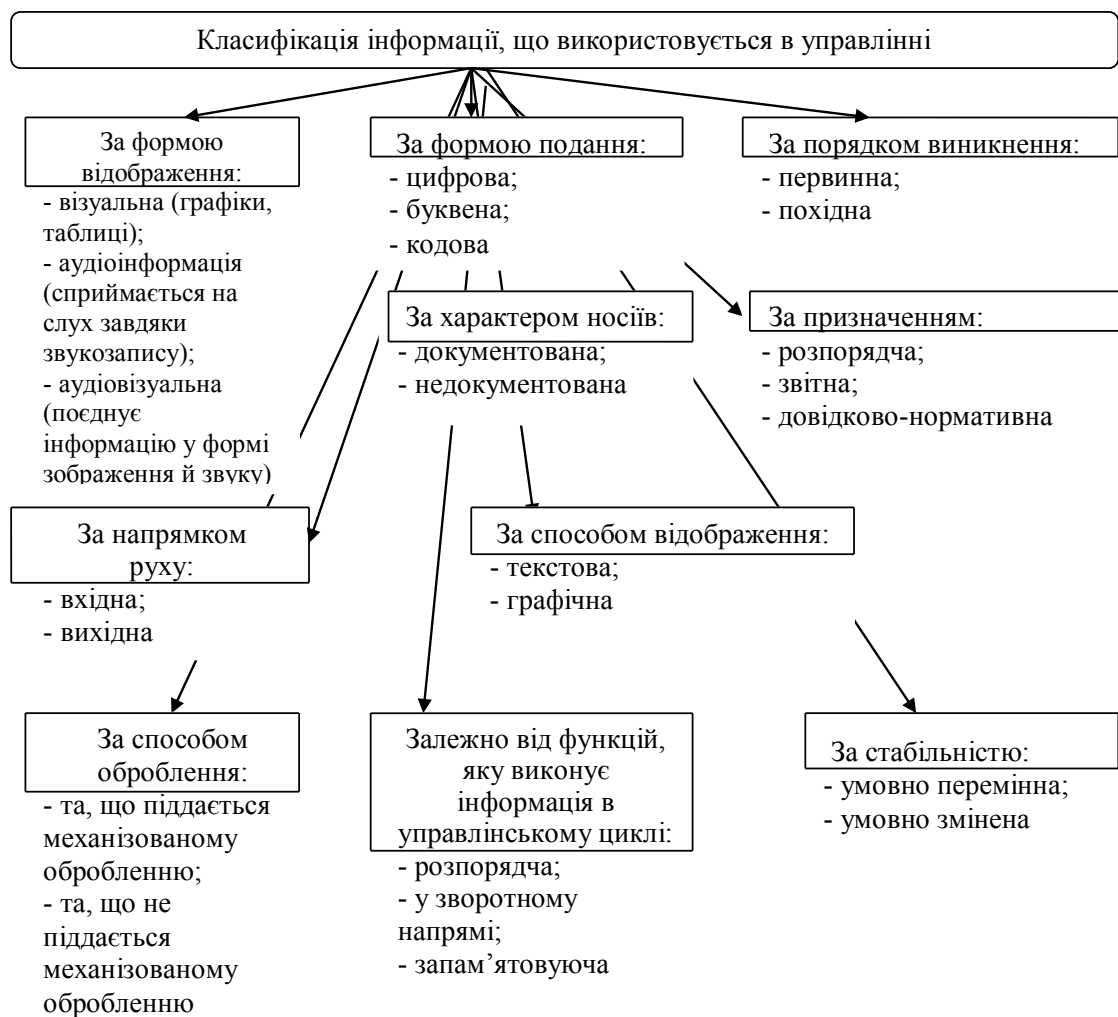 Класифікація інформації, що використовується в управлінні
За формою
відображення:
- візуальна (графіки,
таблиці);
- аудіоінформація
(сприймається на
слух завдяки
звукозапису);
- аудіовізуальна
(поєднує
інформацію у формі
зображення й звуку)
За формою подання:
- цифрова;
- буквена;
- кодова
За порядком виникнення:
- первинна;
- похідна
За характером носіїв:
- документована;
- недокументована
За призначенням:
- розпорядча;
- звітна;
- довідково-нормативна
За напрямком
руху:
- вхідна;
- вихідна
За способом відображення:
- текстова;
- графічна
За способом
оброблення:
- та, що піддається
механізованому
обробленню;
- та, що не
піддається
механізованому
обробленню
Залежно від функцій,
яку виконує
інформація в
управлінському циклі:
- розпорядча;
- у зворотному
напрямі;
- запам’ятовуюча
За стабільністю:
- умовно перемінна;
- умовно змінена